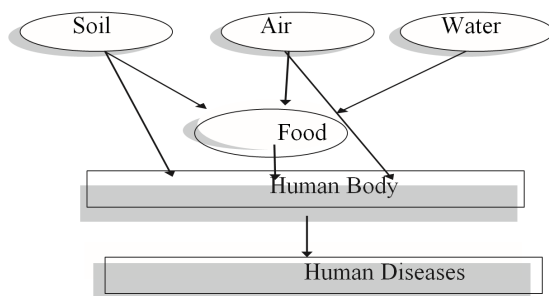 Soil
Air
Water
Food
Human Body
Human Diseases